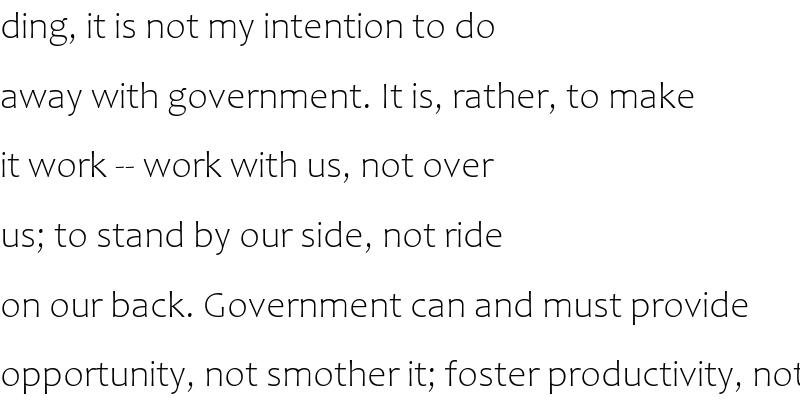 ding, it is not my intention to do
away with government. It is, rather, to make
it work -- work with us, not over
us; to stand by our side, not ride
on our back. Government can and must provide
opportunity, not smother it; foster productivity, not